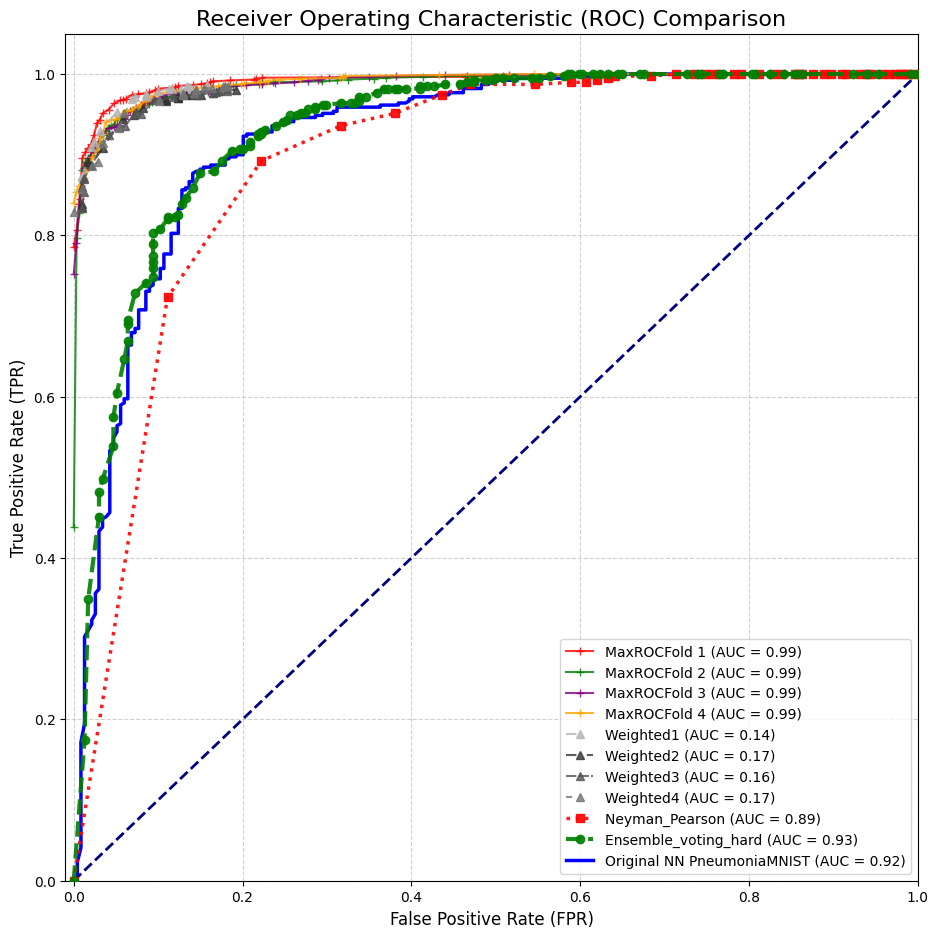 Receiver Operating Characteristic (ROC) Comparison
True Positive Rate (TPR)
1.0
0.8
0.6
0.4
0.2
0.0
MaxROCFold 1 (AUC = 0.99)
MaxROCFold 2 (AUC = 0.99)
MaxROCFold 3 (AUC = 0.99)
MaxROCFold 4 (AUC = 0.99)
Weighted1 (AUC = 0.14)
Weighted2 (AUC = 0.17)
Weighted3 (AUC = 0.16)
Weighted4 (AUC = 0.17)
Neyman_Pearson (AUC = 0.89)
Ensemble_voting_hard (AUC = 0.93)
Original NN PneumoniaMNIST (AUC = 0.92)
0.0 0.2 0.4 0.6 0.8 1.0
False Positive Rate (FPR)